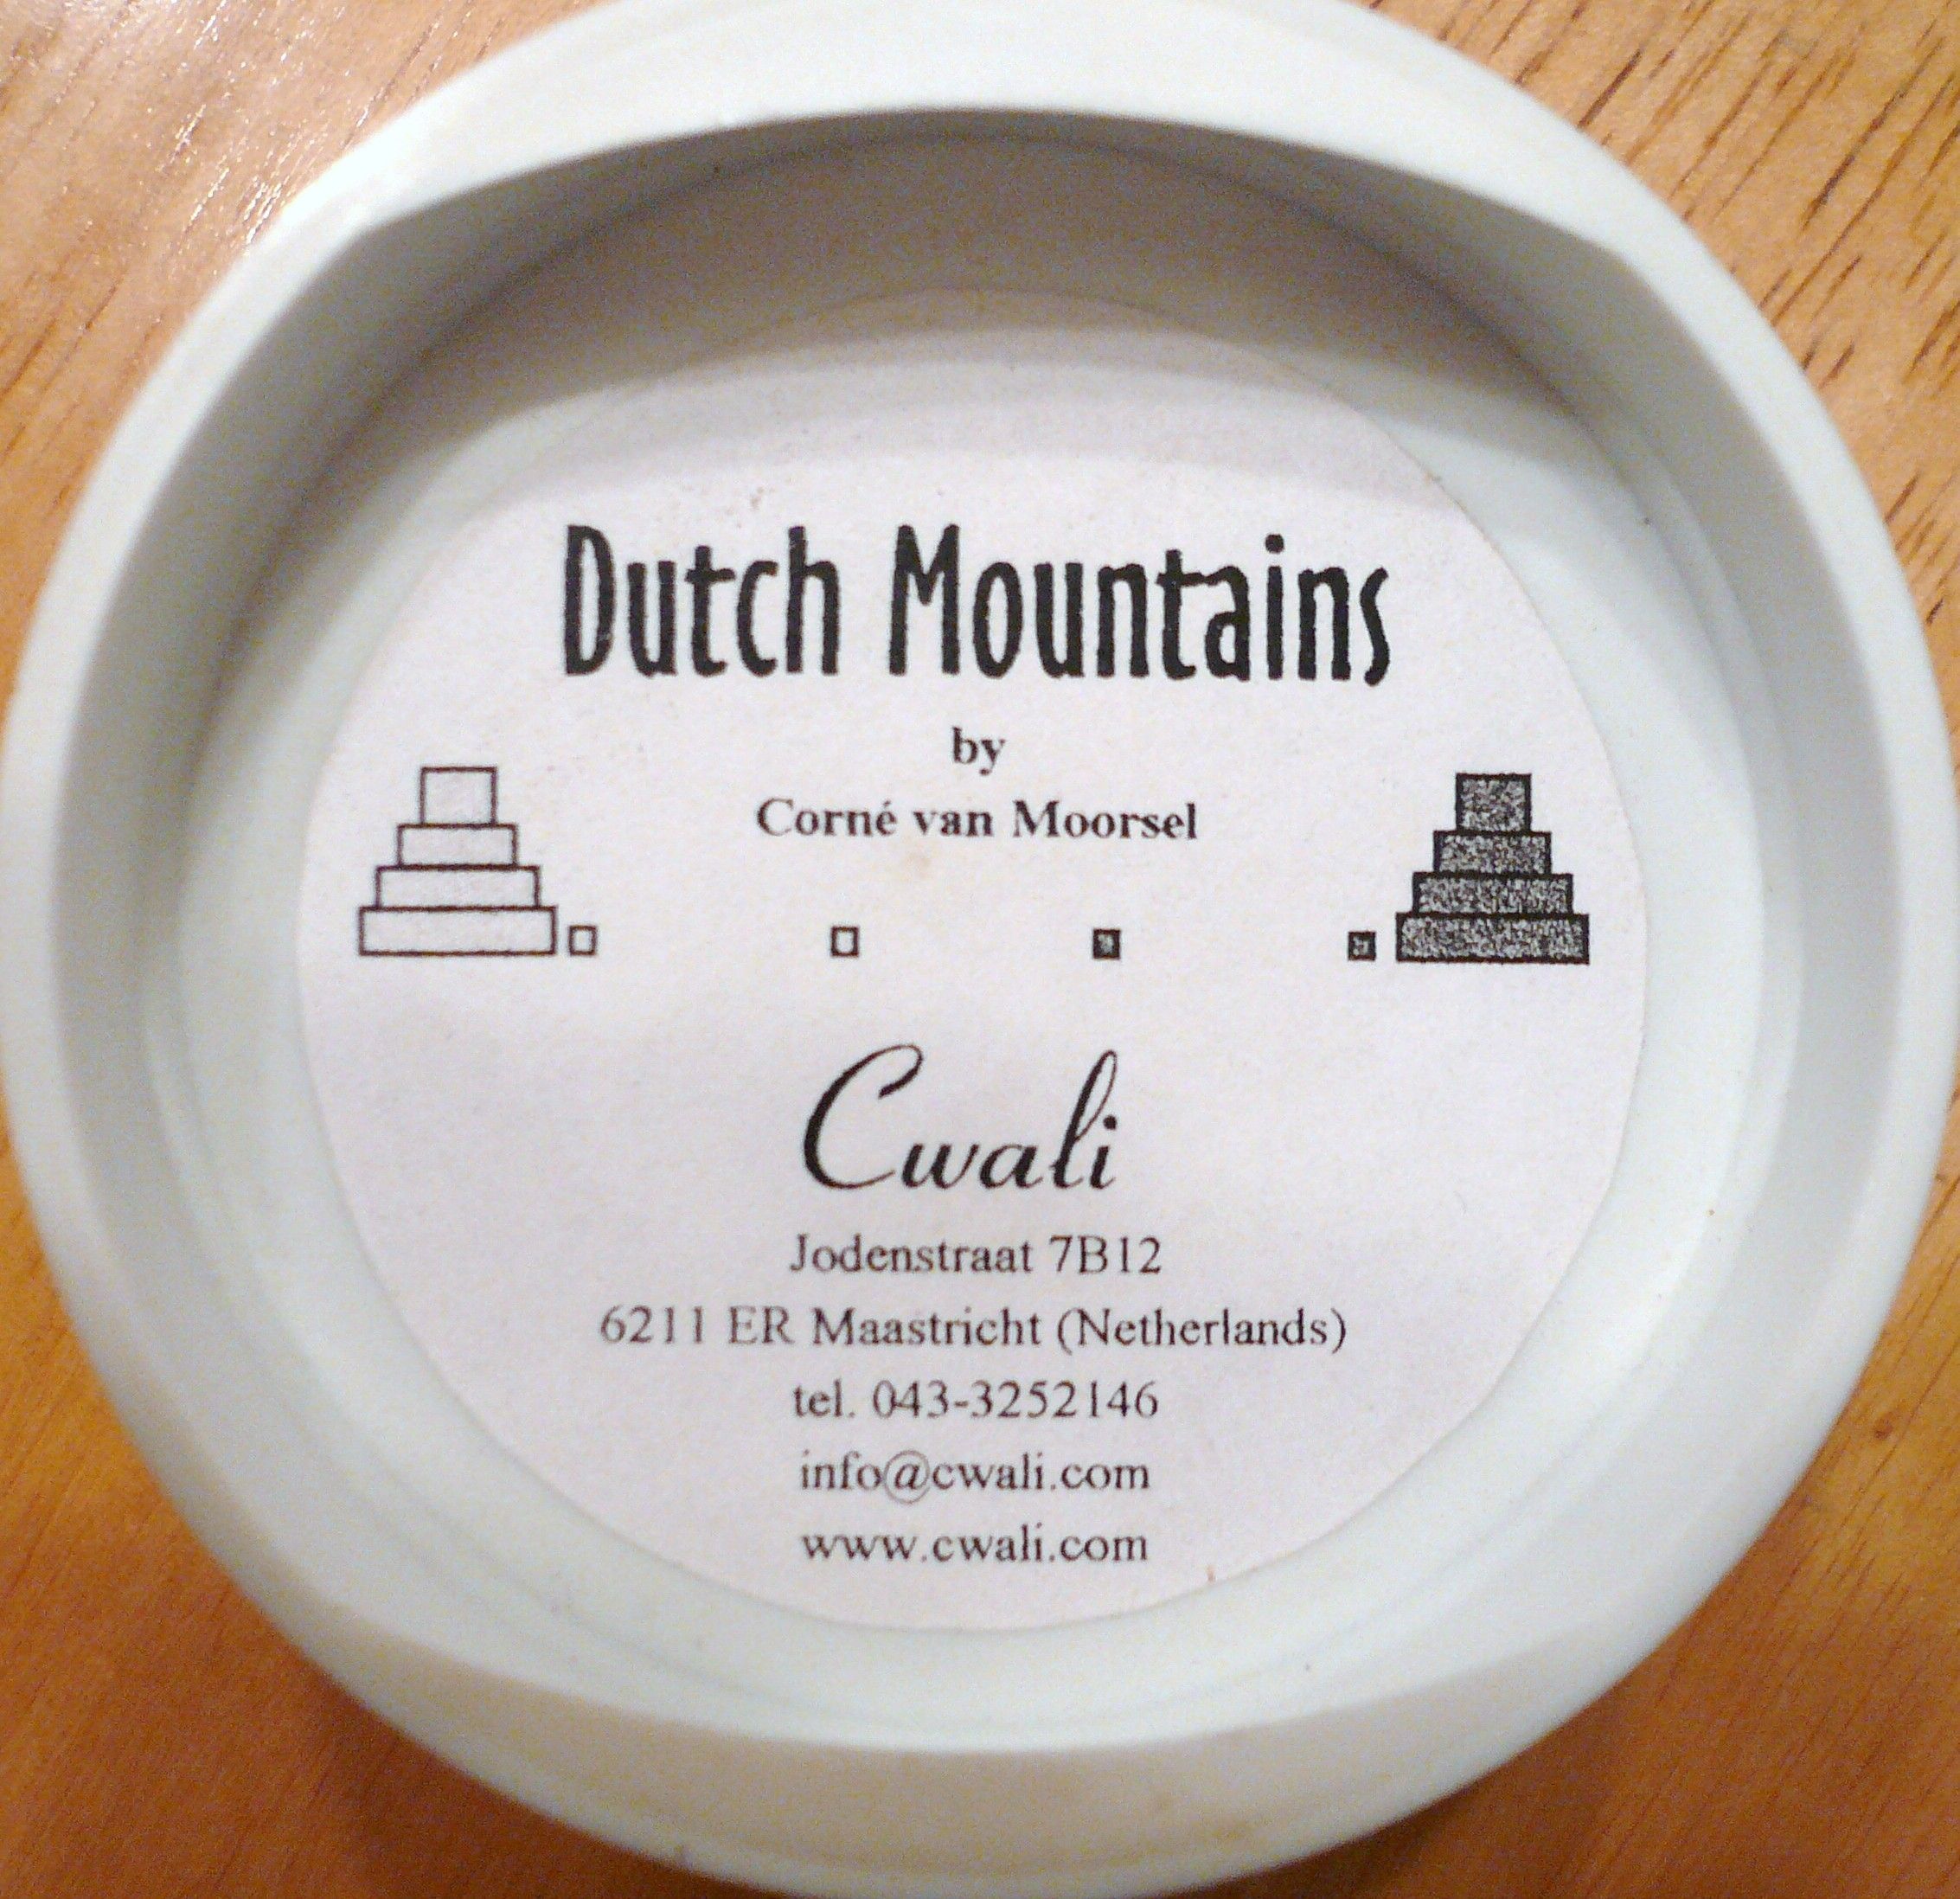 Dutch Mountains
by
Corné van Moorsel
Cwali
Jodenstraat 7B12
6211 ER Maastricht (Netherlands)
tel. 043-3252146
info@cwali.com
www.cwali.com